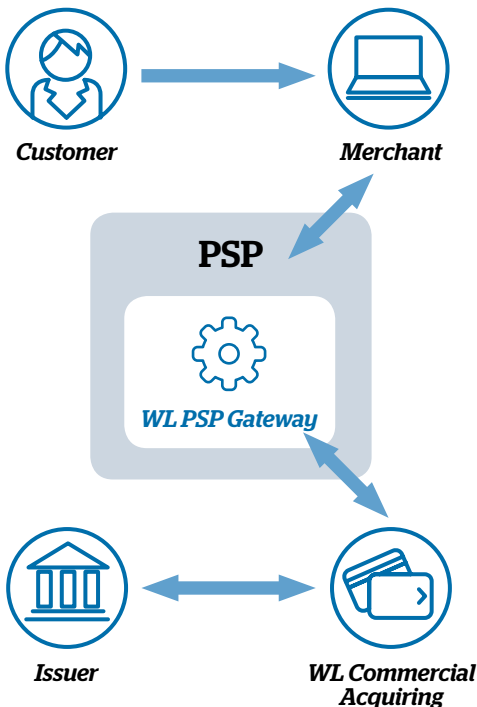 Customer
Merchant
PSP
WL PSP Gateway
Issuer
WL Commercial
Acquiring